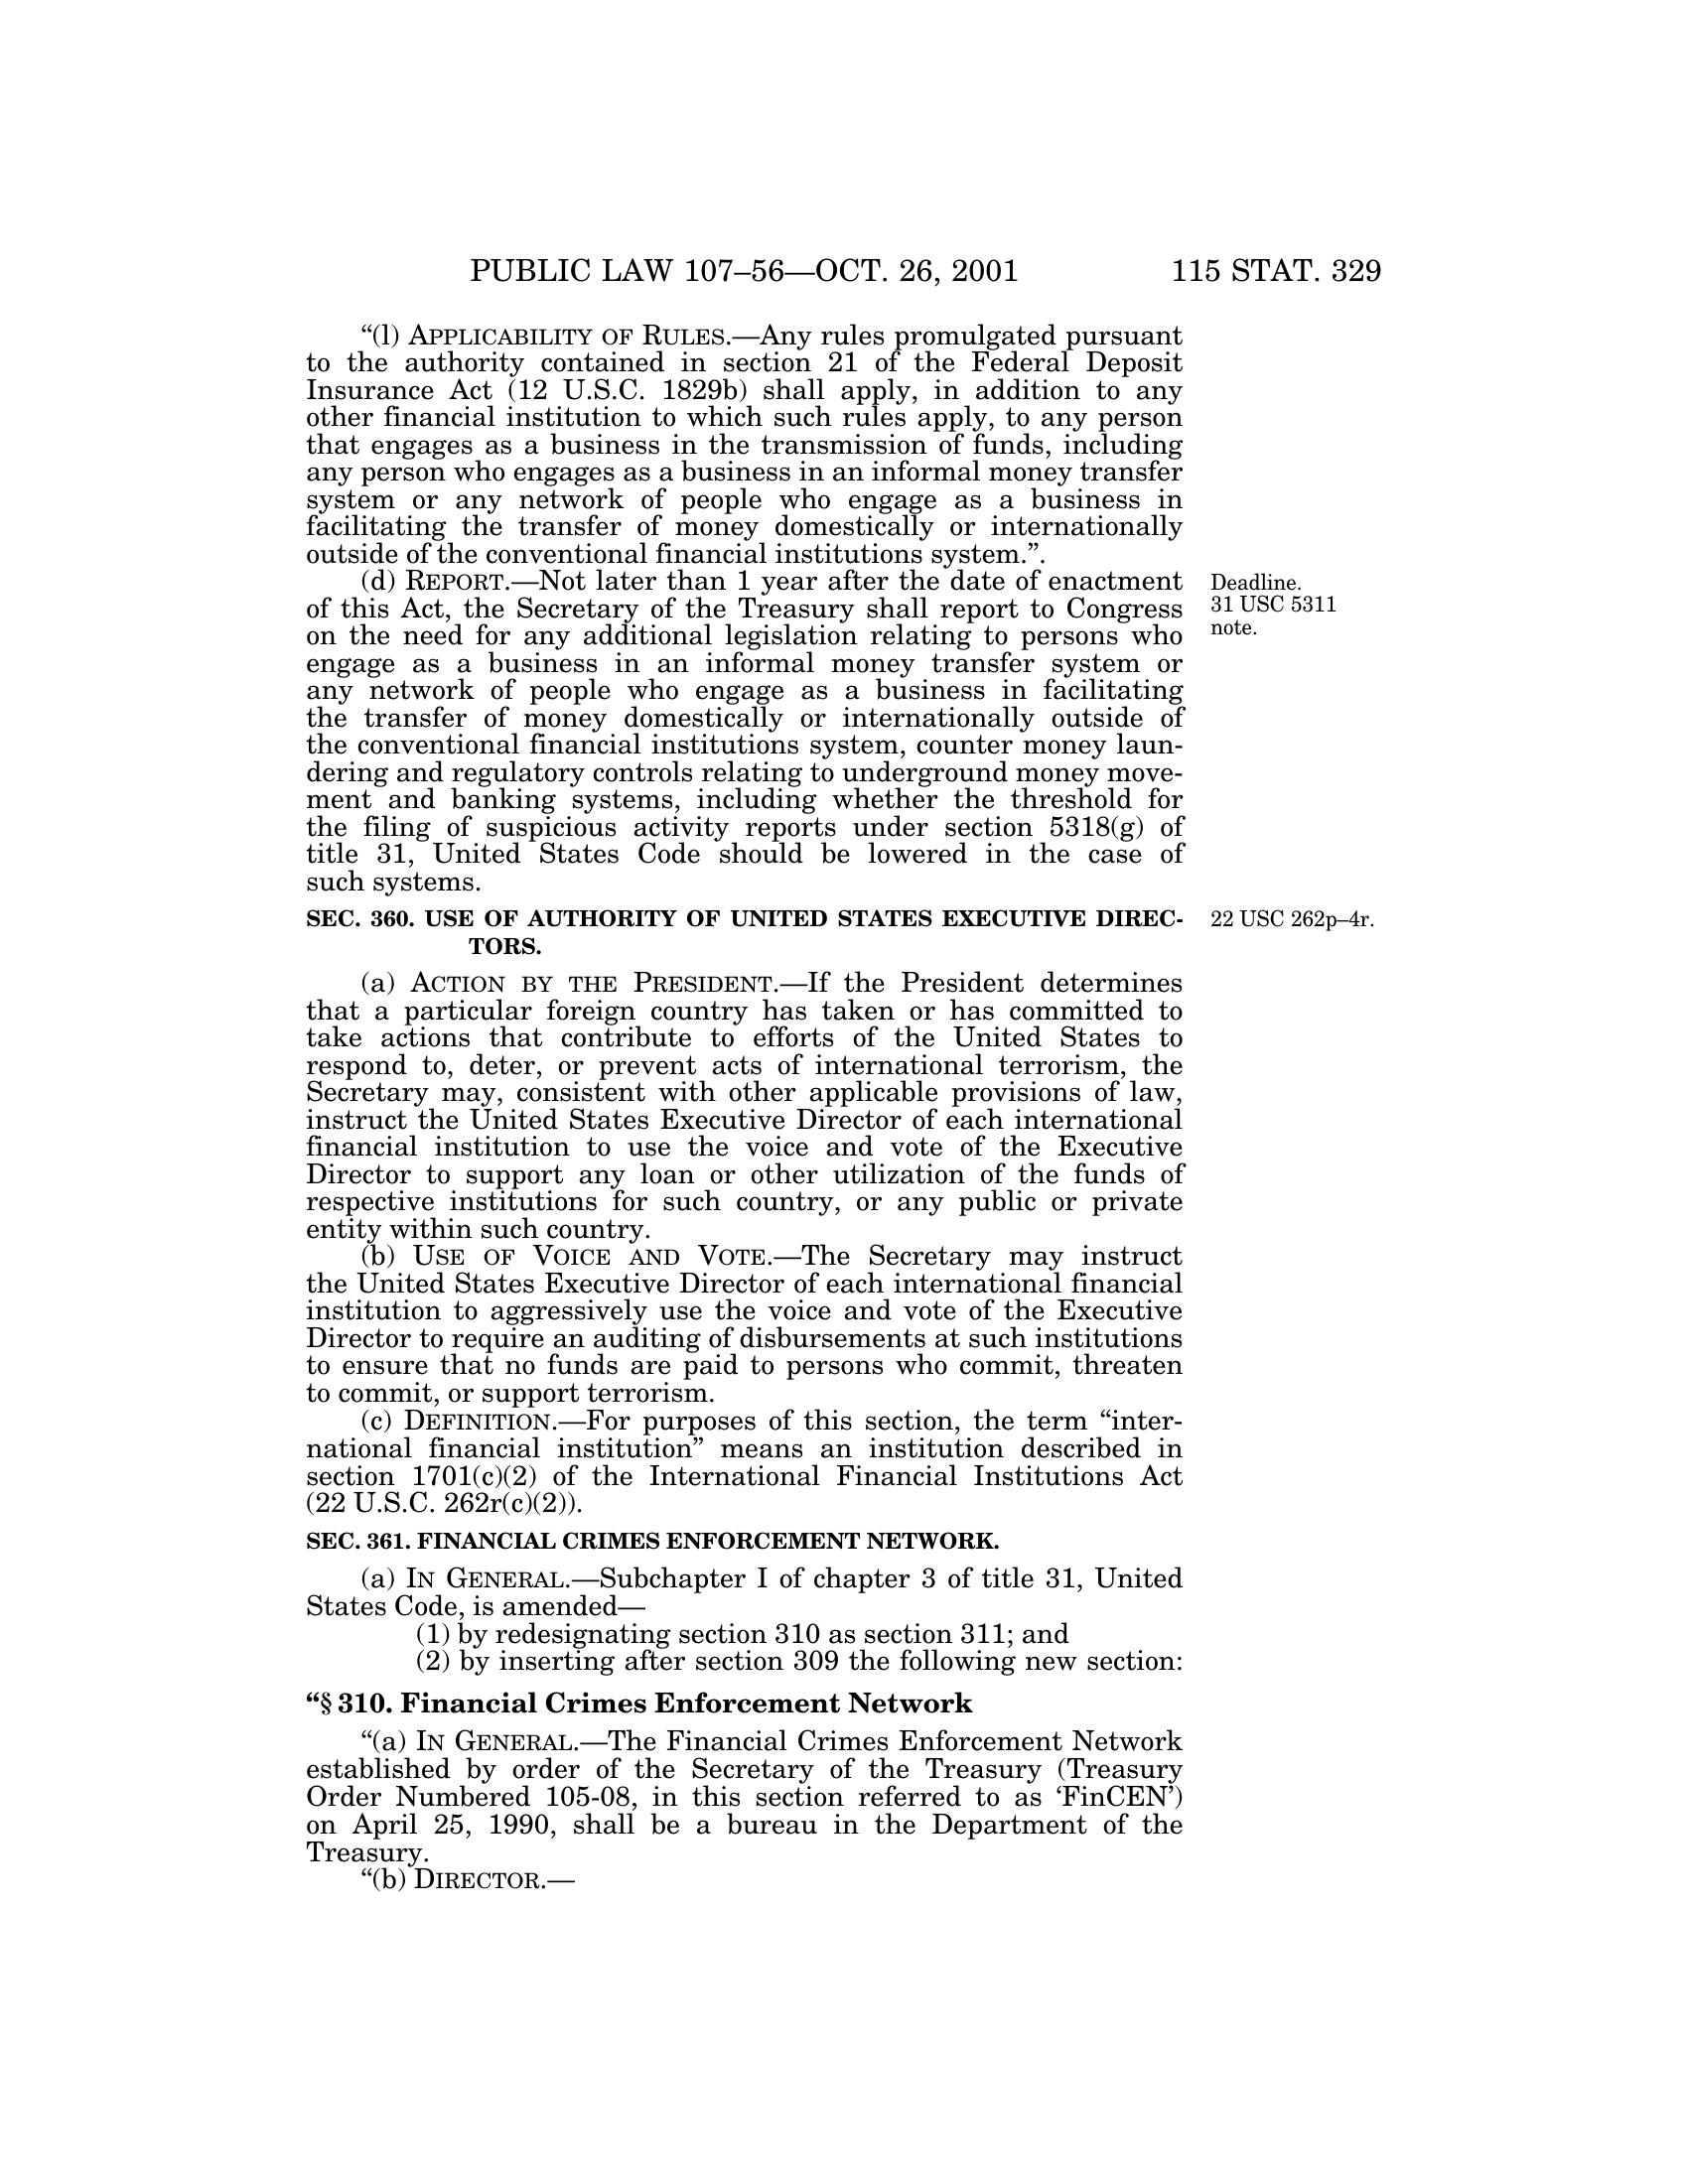 PUBLIC LAW 107–56—OCT. 26, 2001 115 STAT. 329
“(l) APPLICABILITY OF RULES.—Any rules promulgated pursuant
to the authority contained in section 21 of the Federal Deposit
Insurance Act (12 U.S.C. 1829b) shall apply, in addition to any
other financial institution to which such rules apply, to any person
that engages as a business in the transmission of funds, including
any person who engages as a business in an informal money transfer
system or any network of people who engage as a business in
facilitating the transfer of money domestically or internationally
outside of the conventional financial institutions system.”.
(d) REPORT.—Not later than 1 year after the date of enactment
of this Act, the Secretary of the Treasury shall report to Congress
on the need for any additional legislation relating to persons who
engage as a business in an informal money transfer system or
any network of people who engage as a business in facilitating
the transfer of money domestically or internationally outside of
the conventional financial institutions system, counter money laun-
dering and regulatory controls relating to underground money move-
ment and banking systems, including whether the threshold for
the filing of suspicious activity reports under section 5318(g) of
title 31, United States Code should be lowered in the case of
such systems.
Deadline.
31 USC 5311
note.
SEC. 360. USE OF AUTHORITY OF UNITED STATES EXECUTIVE DIREC-
TORS.
22 USC 262p–4r.
(a) ACTION BY THE PRESIDENT.—If the President determines
that a particular foreign country has taken or has committed to
take actions that contribute to efforts of the United States to
respond to, deter, or prevent acts of international terrorism, the
Secretary may, consistent with other applicable provisions of law,
instruct the United States Executive Director of each international
financial institution to use the voice and vote of the Executive
Director to support any loan or other utilization of the funds of
respective institutions for such country, or any public or private
entity within such country.
(b) USE OF VOICE AND VOTE.—The Secretary may instruct
the United States Executive Director of each international financial
institution to aggressively use the voice and vote of the Executive
Director to require an auditing of disbursements at such institutions
to ensure that no funds are paid to persons who commit, threaten
to commit, or support terrorism.
(c) DEFINITION.—For purposes of this section, the term “inter-
national financial institution” means an institution described in
section 1701(c)(2) of the International Financial Institutions Act
(22 U.S.C. 262r(c)(2)).
SEC. 361. FINANCIAL CRIMES ENFORCEMENT NETWORK.
(a) IN GENERAL.—Subchapter I of chapter 3 of title 31, United
States Code, is amended—
(1) by redesignating section 310 as section 311; and
(2) by inserting after section 309 the following new section:
“§ 310. Financial Crimes Enforcement Network
“(a) IN GENERAL.—The Financial Crimes Enforcement Network
established by order of the Secretary of the Treasury (Treasury
Order Numbered 105-08, in this section referred to as ‘FinCEN’)
on April 25, 1990, shall be a bureau in the Department of the
Treasury.
“(b) DIRECTOR.—